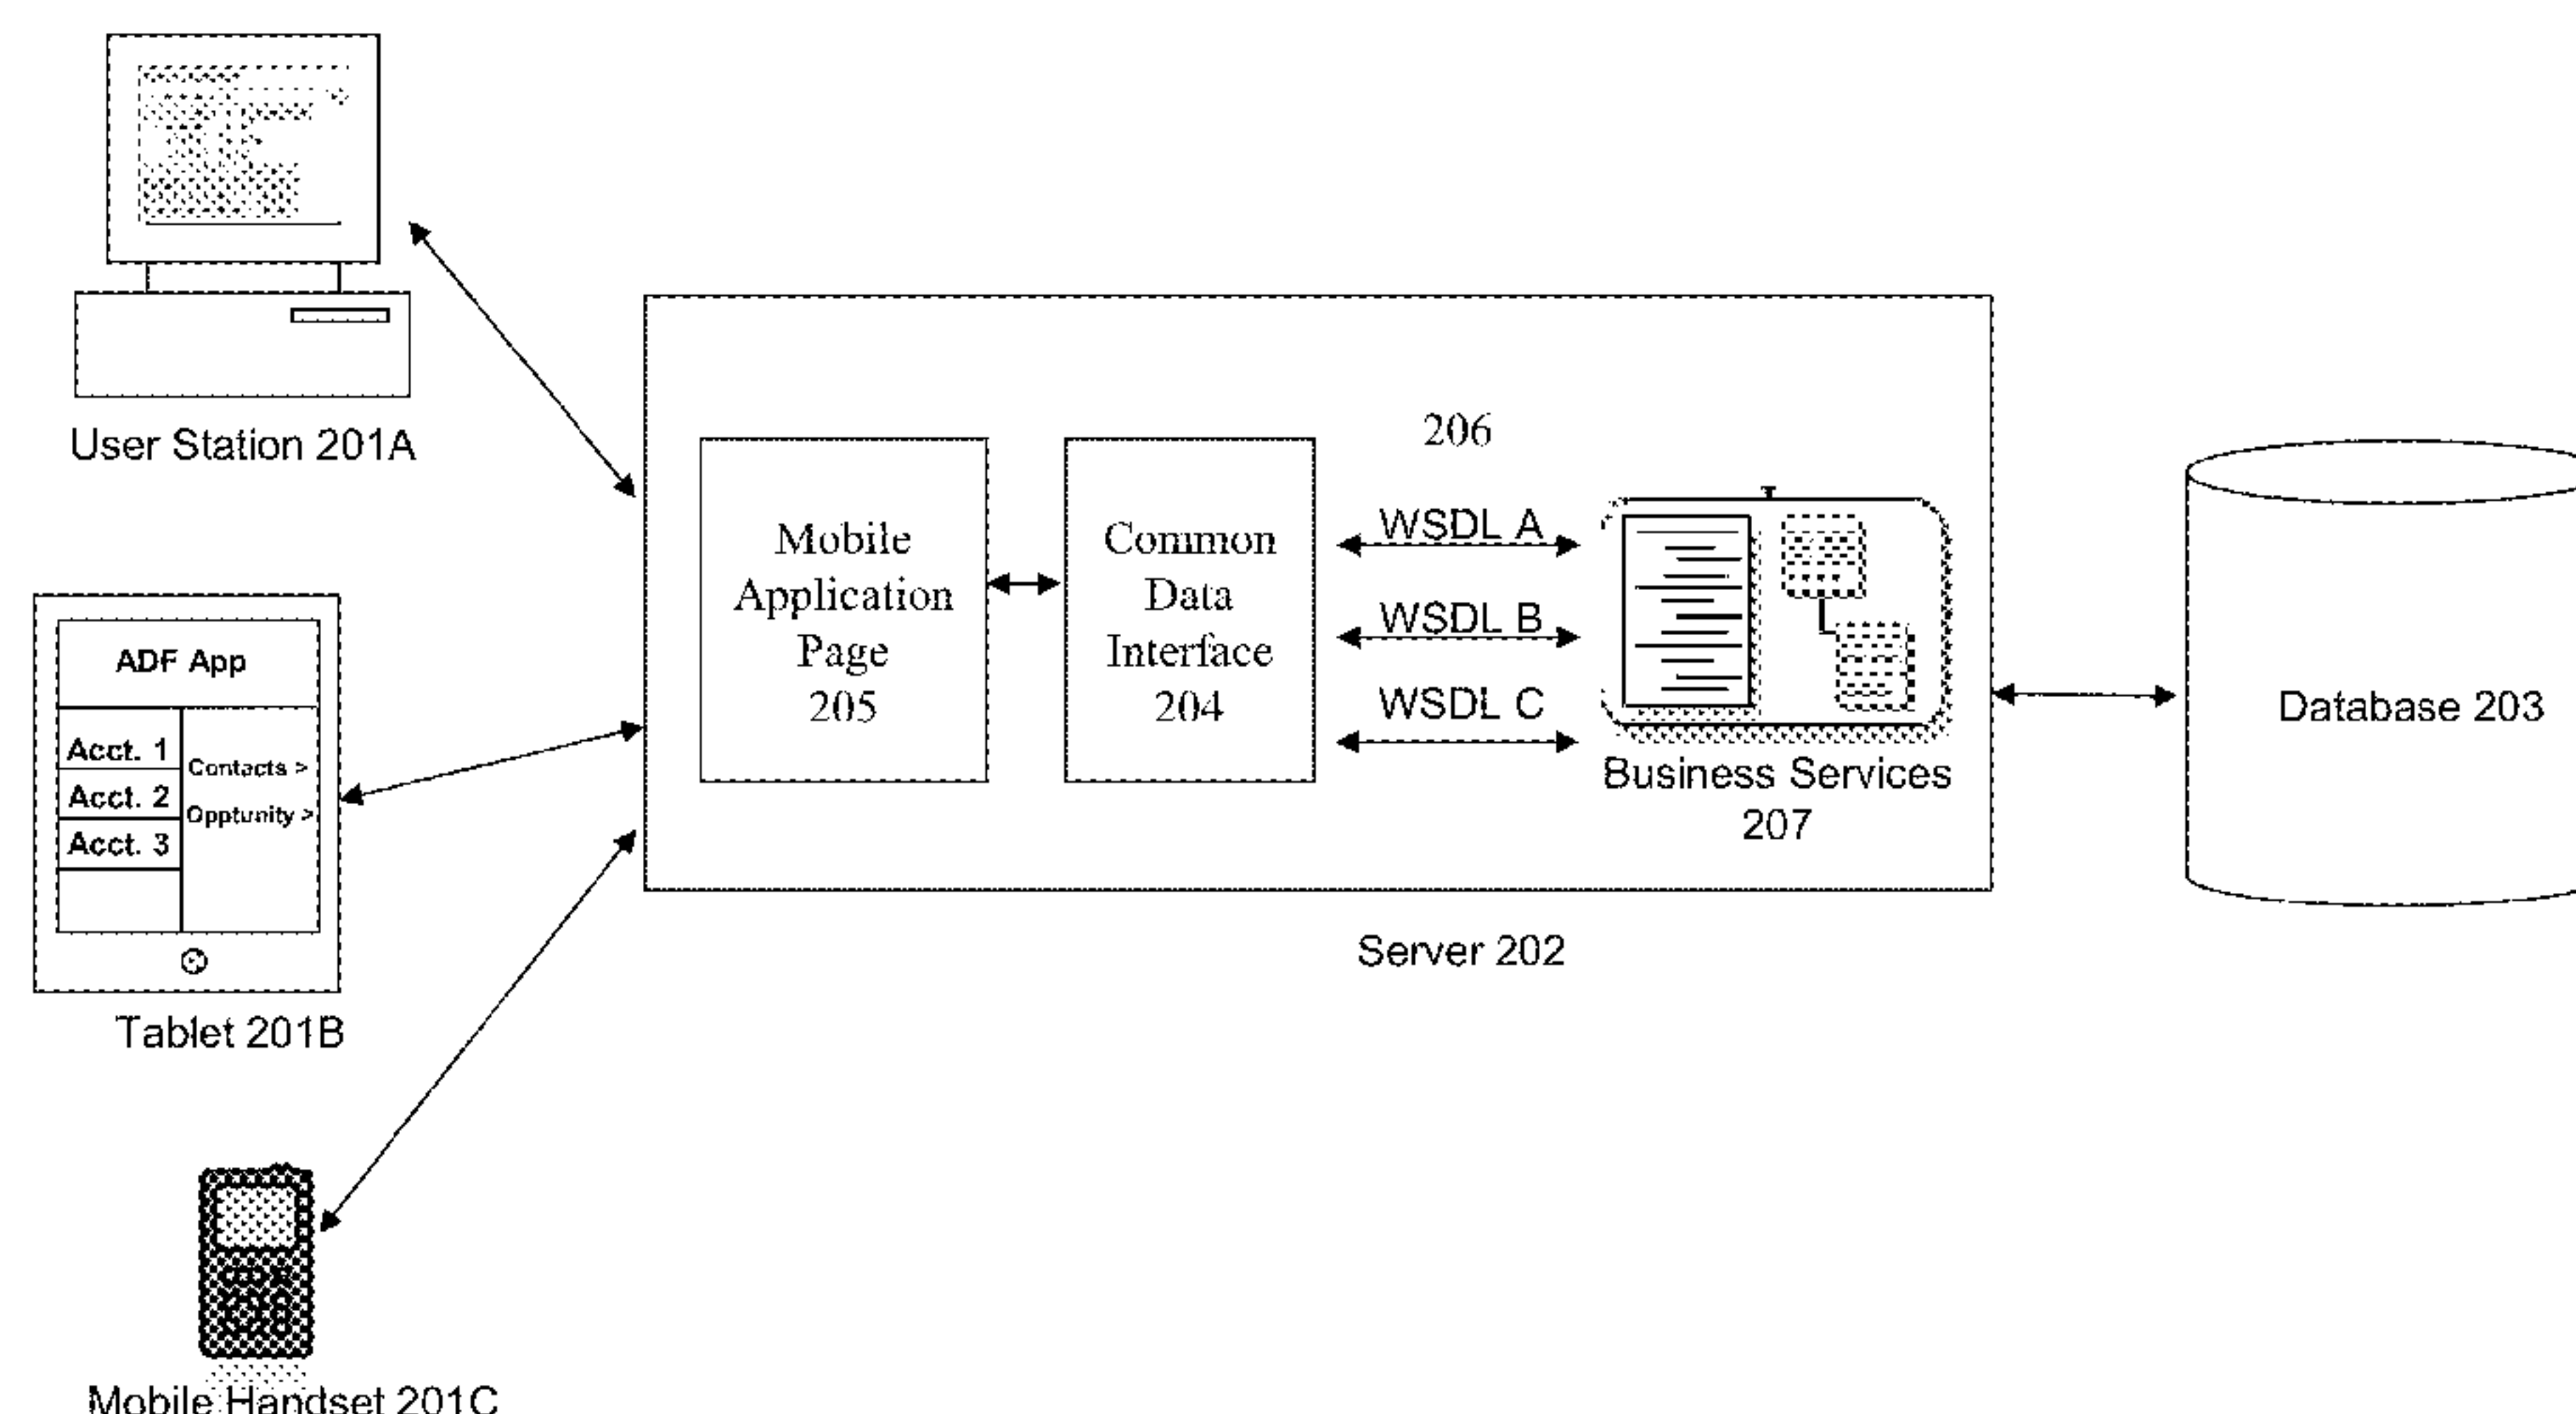 User Station 201A
ADF App
Acct. 1
Acct. 2
Acct. 3
Contacts >
Opptunity >
Tablet 201B
Mobile Handset 201C
Mobile
Application
Page
205
Common
Data
Interface
204
206
WSDL A
WSDL B
WSDL C
Business Services
207
Server 202
Database 203